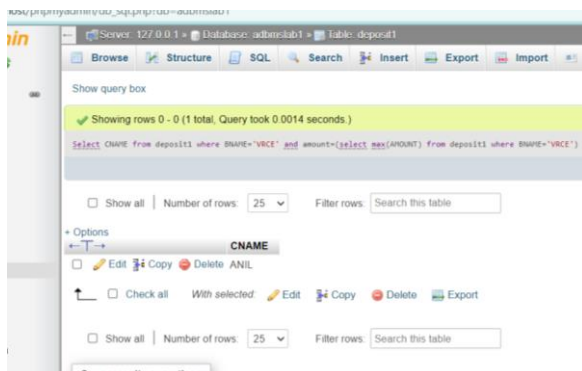 phpmyadmin/db_sql.php?db=adbmslab1
Server: 127.0.0.1 » Database: adbmslab1 » Table: deposit1
Browse Structure SQL Search Insert Export Import
Show query box
Showing rows 0 - 0 (1 total, Query took 0.0014 seconds.)
Select CNAME from deposit1 where BNAME='VRCE' and amount=(select max(AMOUNT) from deposit1 where BNAME='VRCE')
Show all | Number of rows: 25 Filter rows: Search this table
+ Options
←T→ CNAME
Edit Copy Delete ANIL
Check all With selected: Edit Copy Delete Export
Show all | Number of rows: 25 Filter rows: Search this table